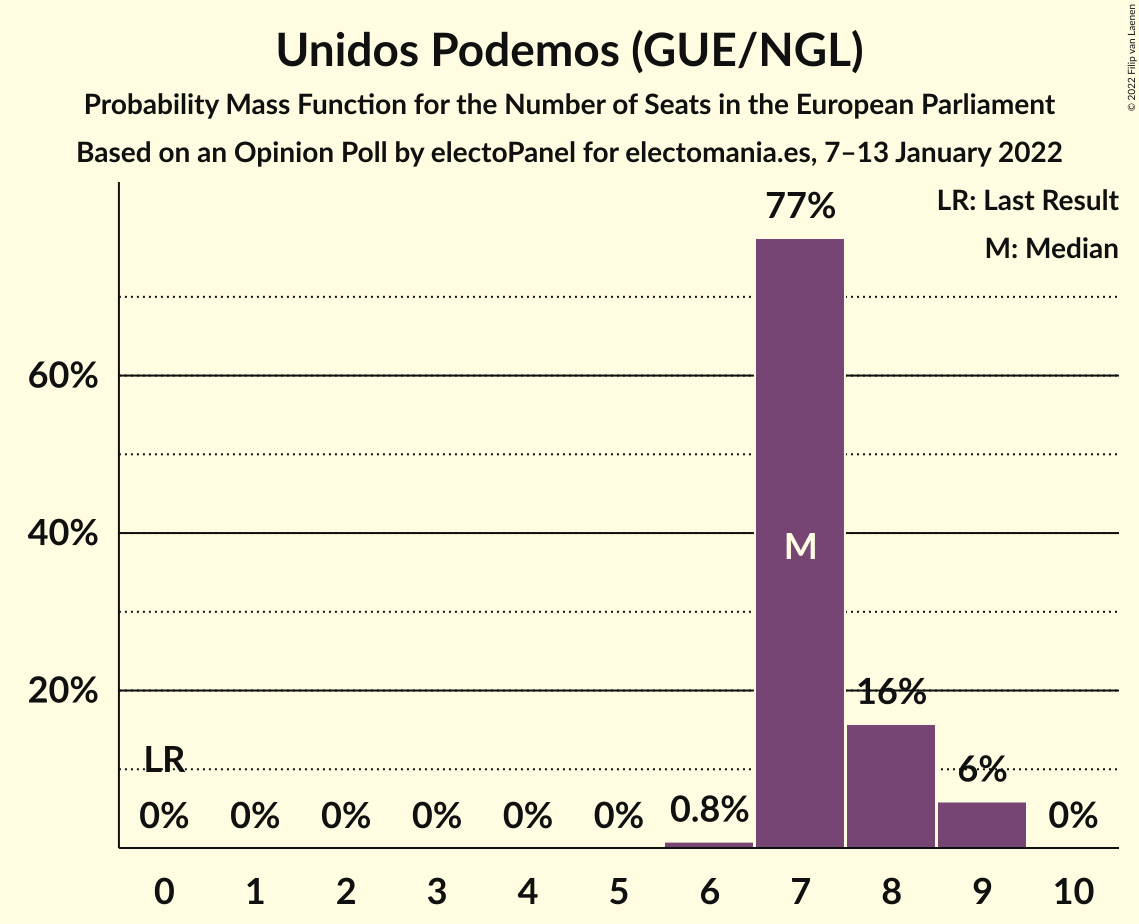 © 2022 Filip van Laenen
Unidos Podemos (GUE/NGL)
Probability Mass Function for the Number of Seats in the European Parliament
Based on an Opinion Poll by electoPanel for electomania.es, 7–13 January 2022
LR: Last Result
M: Median
77%
60%
40%
M
20%
16%
LR
6%
0% 0% 0% 0% 0% 0% 0.8% 0%
0 1 2 3 4 5 6 7 8 9 10